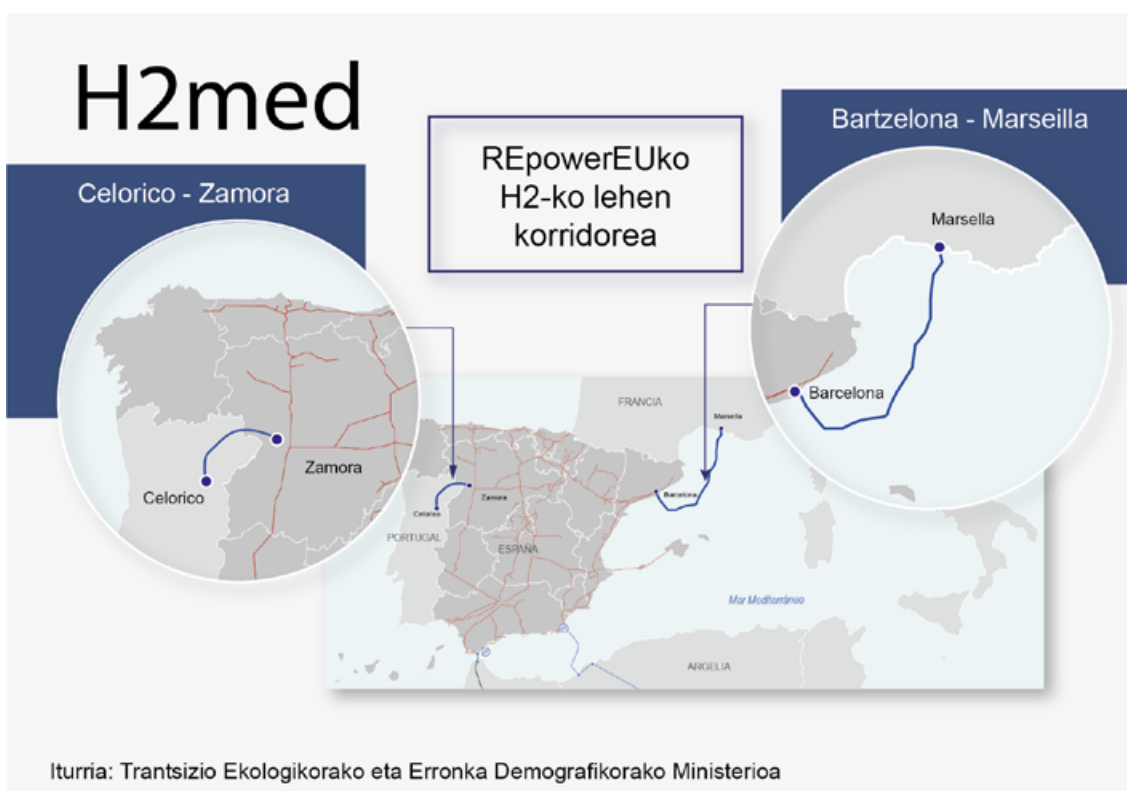 H2med
Celorico - Zamora
REpowerEUko
H2-ko lehen
korridorea
Bartzelona - Marseilla
Marsella
Barcelona
Zamora
Celorico
FRANCIA
Marsella
Barcelona
Zamora
Celorico
PORTUGAL
ESPAÑA
Mar Mediterráneo
ARGELIA
Iturria: Trantsizio Ekologikorako eta Erronka Demografikorako Ministerioa